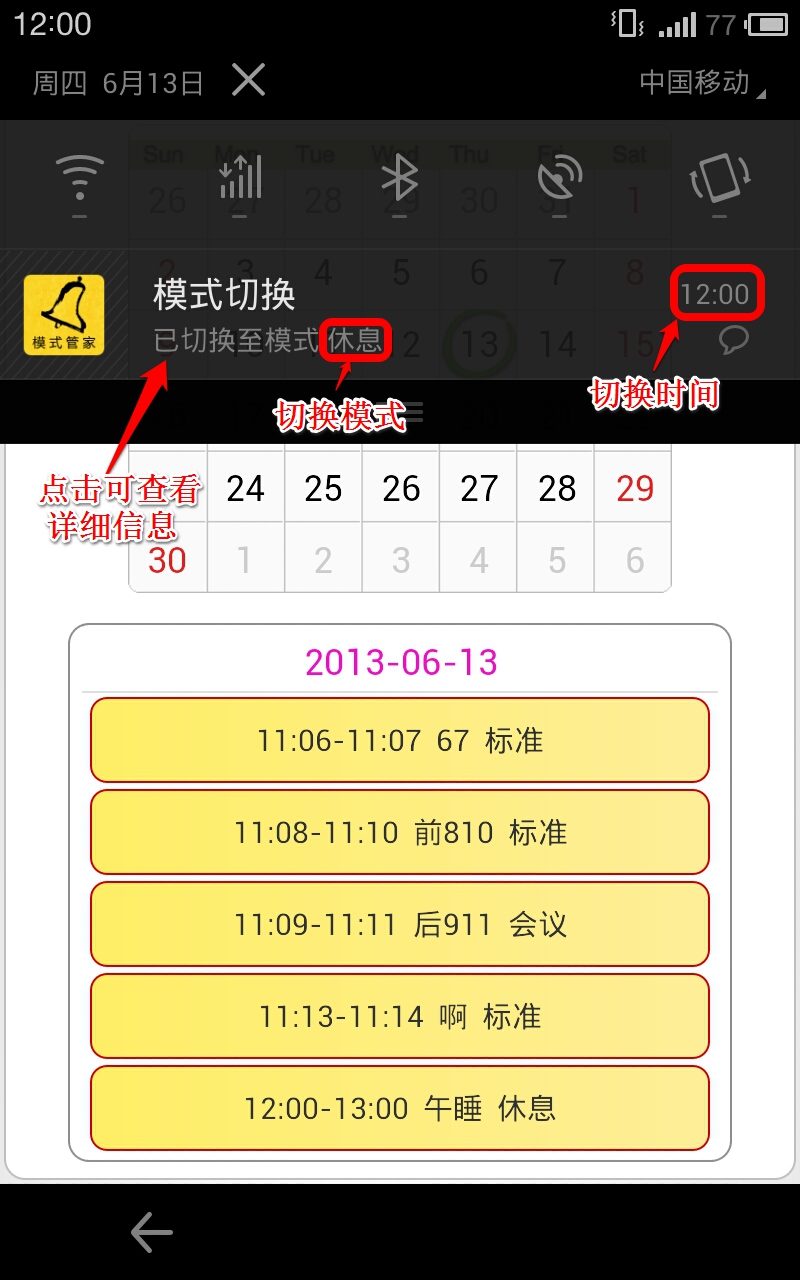 12:00 77
周四 6月13日 中国移动
Sun Mon Tue Wed Thu Fri Sat
26 27 28 29 30 31 1
2 3 4 5 6 7 8
模式切换 12:00
模式管家
已切换至模式 休息
2 13 14 15
切换时间
切换模式
点击可查看
详细信息
24 25 26 27 28 29
30 1 2 3 4 5 6
2013-06-13
11:06-11:07 67 标准
11:08-11:10 前810 标准
11:09-11:11 后911 会议
11:13-11:14 啊 标准
12:00-13:00 午睡 休息